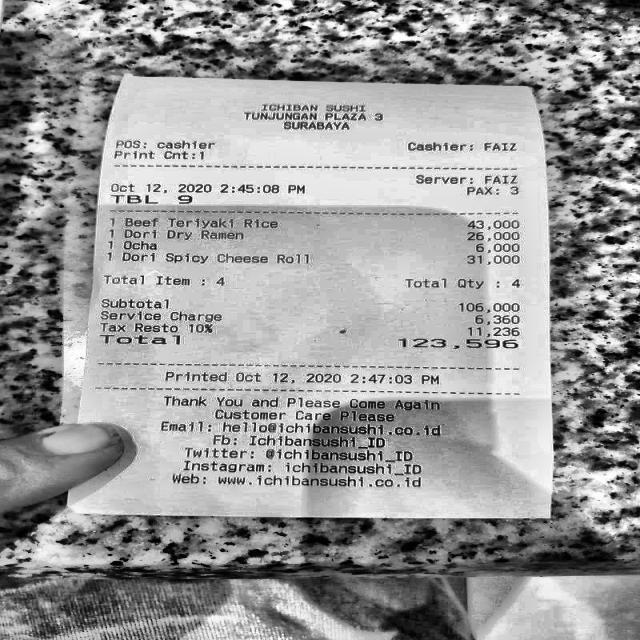 ICHIBAN SUSHI
TUNJUNGAN PLAZA 3
SURABAYA
POS: cashier Cashier: FAIZ
Print Cnt:1
Server: FAIZ
Oct 12, 2020 2:45:08 PM PAX: 3
TBL 9
1 Beef Teriyaki Rice 43,000
1 Dori Dry Ramen 26,000
1 Ocha 6,000
1 Dori Spicy Cheese Roll 31,000
Total Item : 4 Total Qty : 4
Subtotal 106,000
Service Charge 6,360
Tax Resto 10% 11,236
Total 123,596
Printed Oct 12, 2020 2:47:03 PM
Thank You and Please Come Again
Customer Care Please
Email: hello@ichibansushi.co.id
Fb: Ichibansushi_ID
Twitter: @ichibansushi_ID
Instagram: ichibansushi_ID
Web: www.ichibansushi.co.id